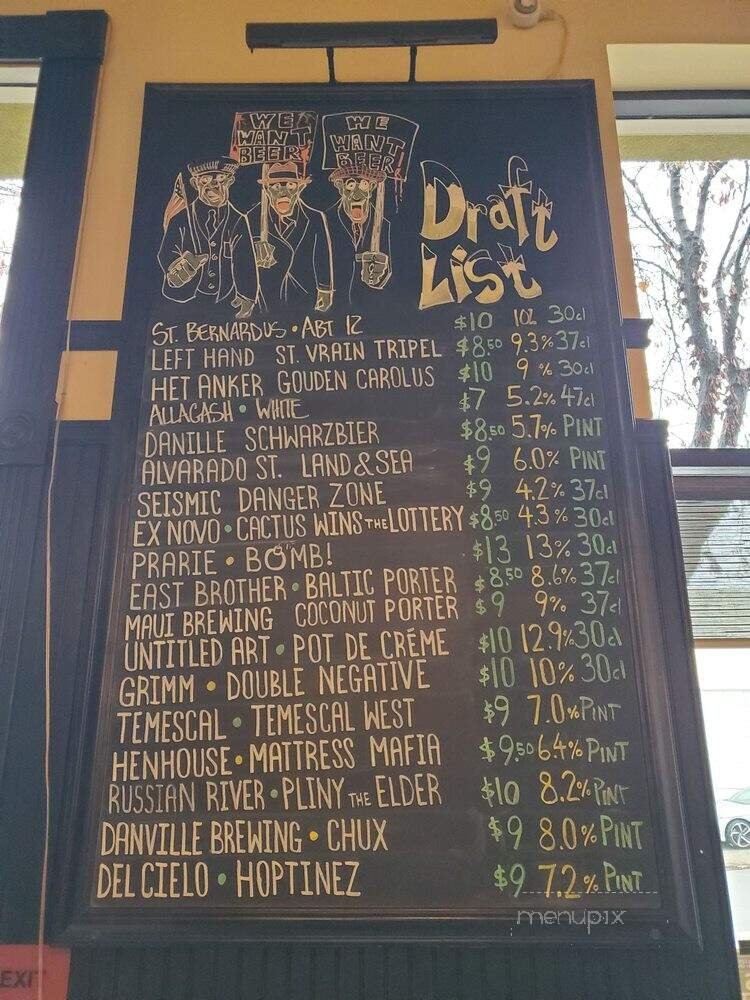 WE WANT BEER
WE WANT BEER!
Draft List
ST. BERNARDUS • ABT 12 $10 10% 30cl
LEFT HAND ST. VRAIN TRIPEL $8.50 9.3% 37cl
HET ANKER GOUDEN CAROLUS $10 9% 30cl
ALLAGASH • WHITE $7 5.2% 47cl
DANILLE SCHWARZBIER $8.50 5.7% PINT
ALVARADO ST. LAND & SEA $9 6.0% PINT
SEISMIC DANGER ZONE $9 4.2% 37cl
EX NOVO • CACTUS WINS THE LOTTERY $8.50 4.3% 30cl
PRARIE • BOMB! $13 13% 30cl
EAST BROTHER • BALTIC PORTER $8.50 8.6% 37cl
MAUI BREWING COCONUT PORTER $9 9% 37cl
UNTITLED ART • POT DE CRÉME $10 12.9% 30cl
GRIMM • DOUBLE NEGATIVE $10 10% 30cl
TEMESCAL • TEMESCAL WEST $9 7.0% PINT
HENHOUSE • MATTRESS MAFIA $9.50 6.4% PINT
RUSSIAN RIVER • PLINY THE ELDER $10 8.2% PINT
DANVILLE BREWING • CHUX $9 8.0% PINT
DEL CIELO • HOPTINEZ $9 7.2% PINT
menupix
EXIT